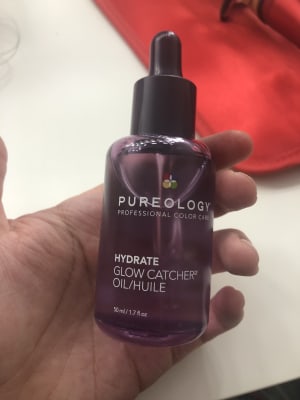 PUREOLOGY
PROFESSIONAL COLOR CARE
HYDRATE
GLOW CATCHER
OIL/HUILE
50 ml / 1.7 fl oz